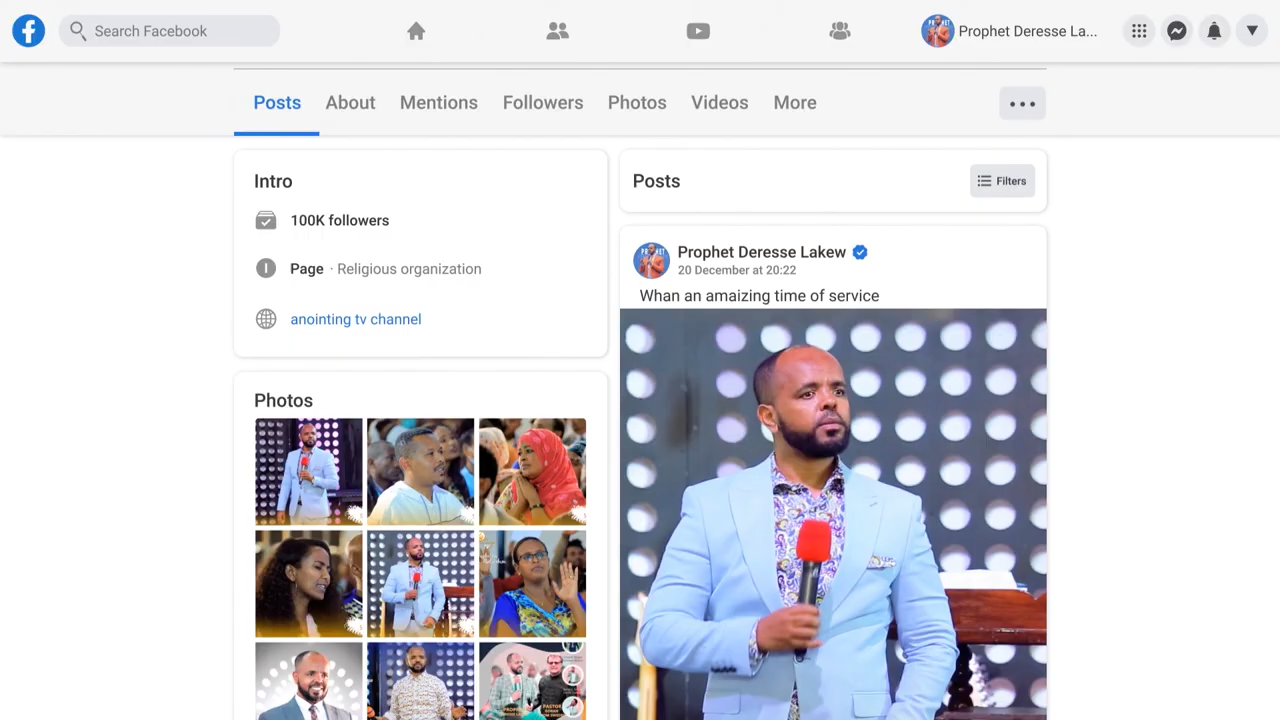 Search Facebook
Prophet Deresse La...
Posts
About
Mentions
Followers
Photos
Videos
More
Intro
100K followers
Page · Religious organization
anointing tv channel
Photos
Posts
Filters
Prophet Deresse Lakew
20 December at 20:22
Whan an amaizing time of service